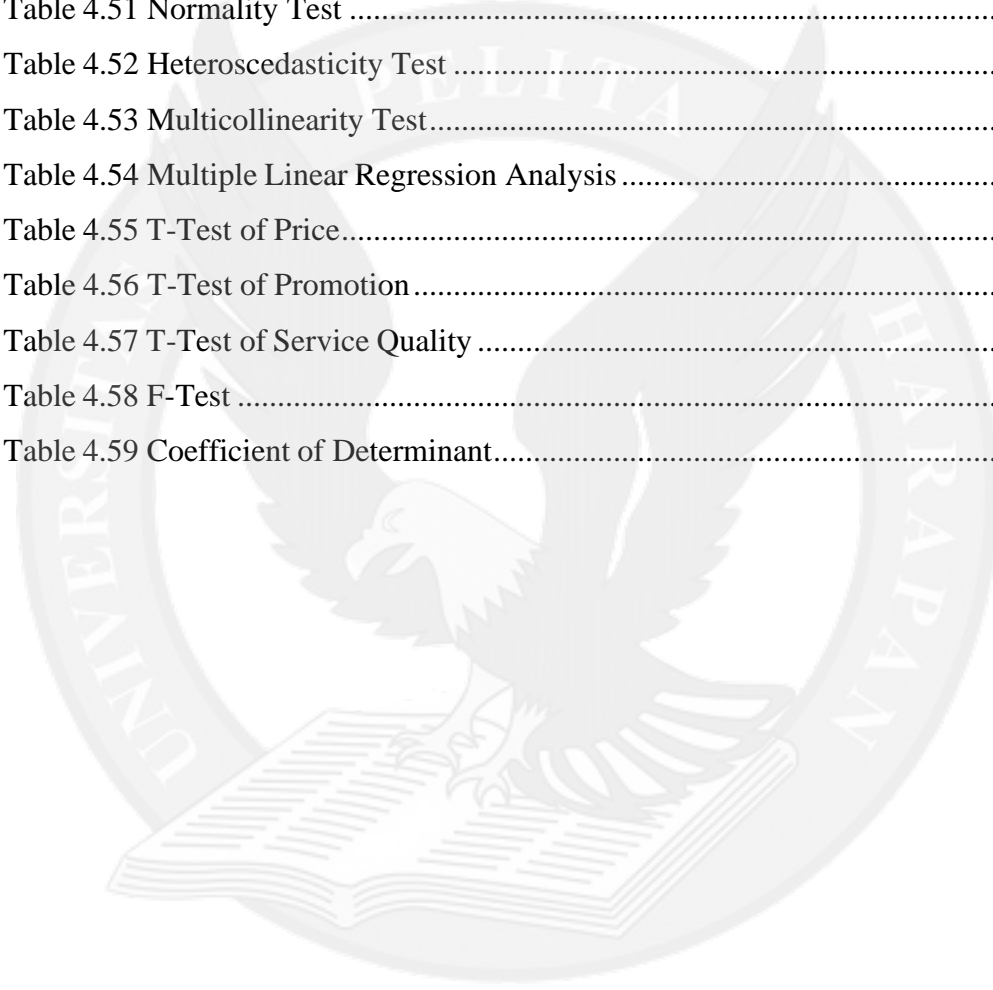 Table 4.51 Normality Test ........................................................................
Table 4.52 Heteroscedasticity Test ........................................................................
Table 4.53 Multicollinearity Test........................................................................
Table 4.54 Multiple Linear Regression Analysis ........................................................................
Table 4.55 T-Test of Price........................................................................
Table 4.56 T-Test of Promotion ........................................................................
Table 4.57 T-Test of Service Quality ........................................................................
Table 4.58 F-Test ........................................................................
Table 4.59 Coefficient of Determinant........................................................................
UNIVERSITAS PELITA HARAPAN